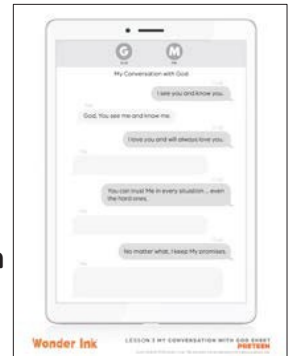 G M
My Conversation with God
I see you and know you.
God, You see me and know me.
I love you and will always love you.
You can trust Me in every situation ... even
the hard ones.
No matter what, I keep My promises.
Wonder Ink
LESSON 3 MY CONVERSATION WITH GOD SHEET
PRETEEN